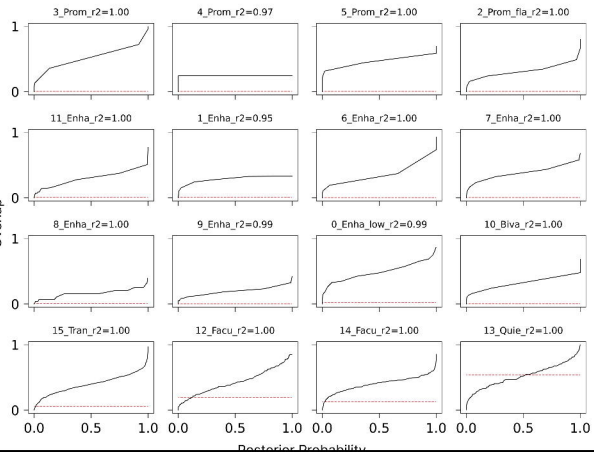 3_Prom_r2=1.00 4_Prom_r2=0.97 5_Prom_r2=1.00 2_Prom_fla_r2=1.00
1
0
11_Enha_r2=1.00 1_Enha_r2=0.95 6_Enha_r2=1.00 7_Enha_r2=1.00
1
0
8_Enha_r2=1.00 9_Enha_r2=0.99 0_Enha_low_r2=0.99 10_Biva_r2=1.00
1
0
15_Tran_r2=1.00 12_Facu_r2=1.00 14_Facu_r2=1.00 13_Quie_r2=1.00
1
0
0.0 0.5 1.0 0.0 0.5 1.0 0.0 0.5 1.0 0.0 0.5 1.0
Posterior Probability